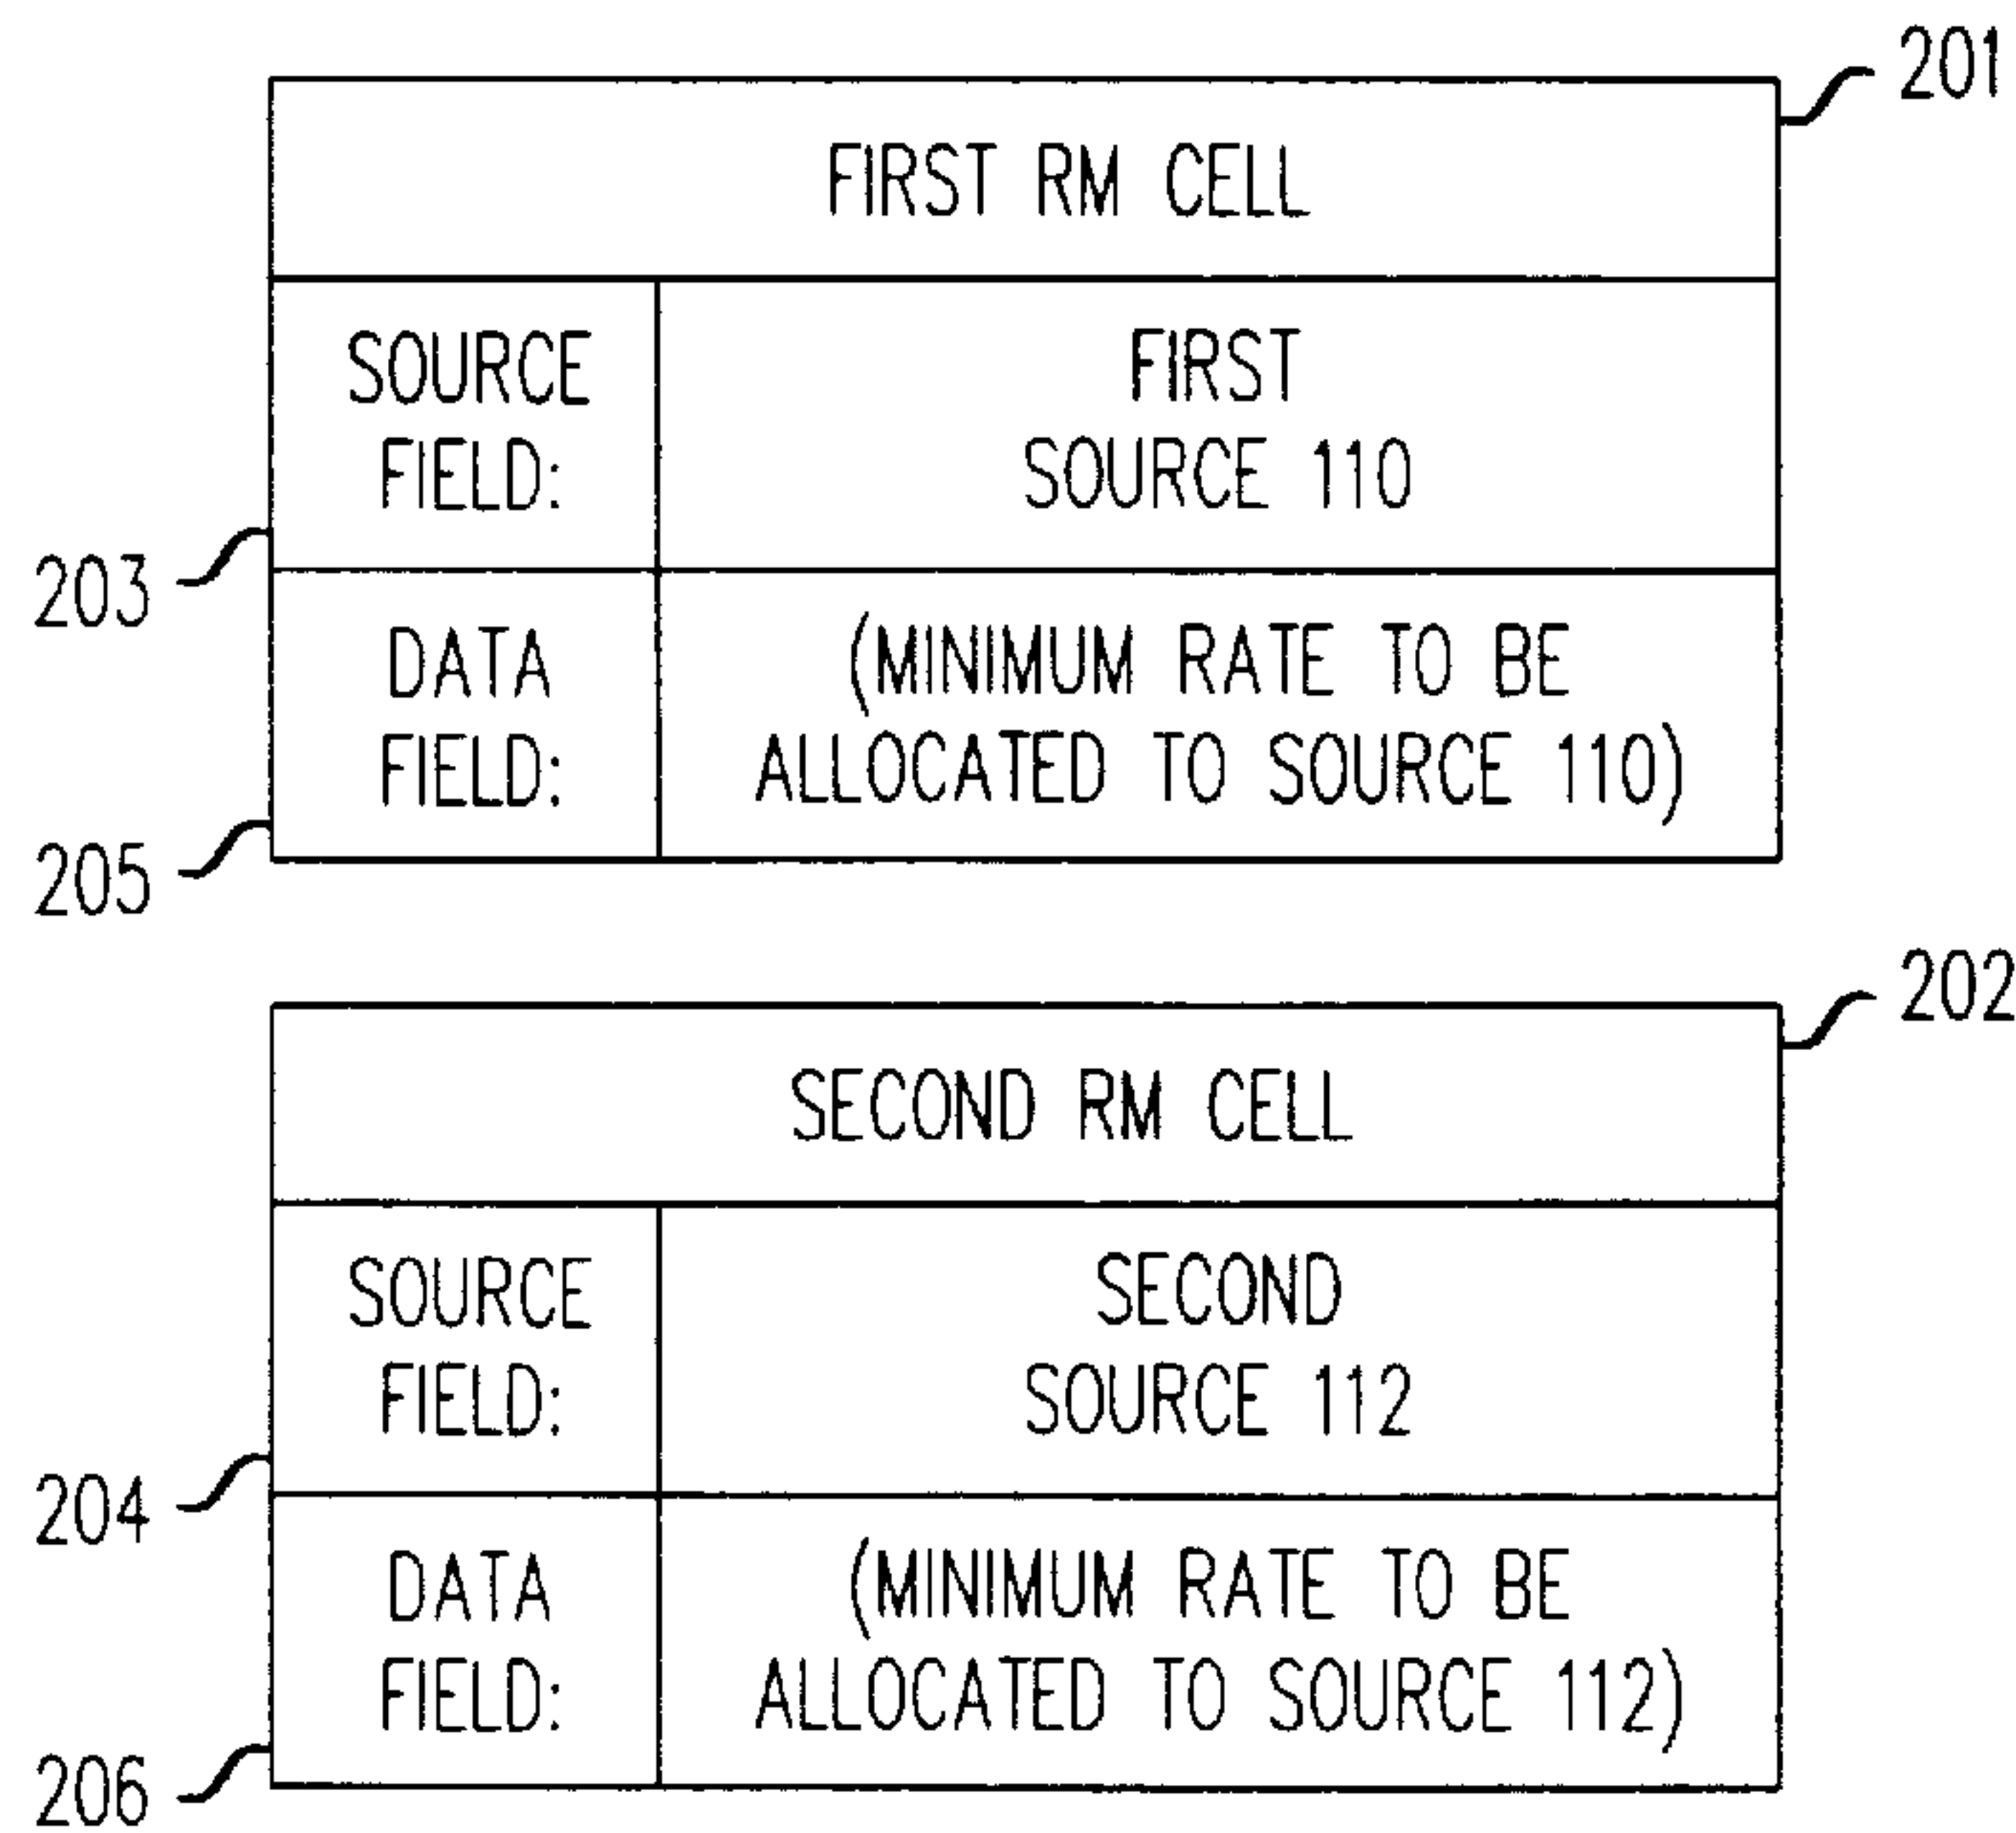 201
FIRST RM CELL
SOURCE
FIELD:
FIRST
SOURCE 110
203
DATA
FIELD:
(MINIMUM RATE TO BE
ALLOCATED TO SOURCE 110)
205
202
SECOND RM CELL
SOURCE
FIELD:
SECOND
SOURCE 112
204
DATA
FIELD:
(MINIMUM RATE TO BE
ALLOCATED TO SOURCE 112)
206